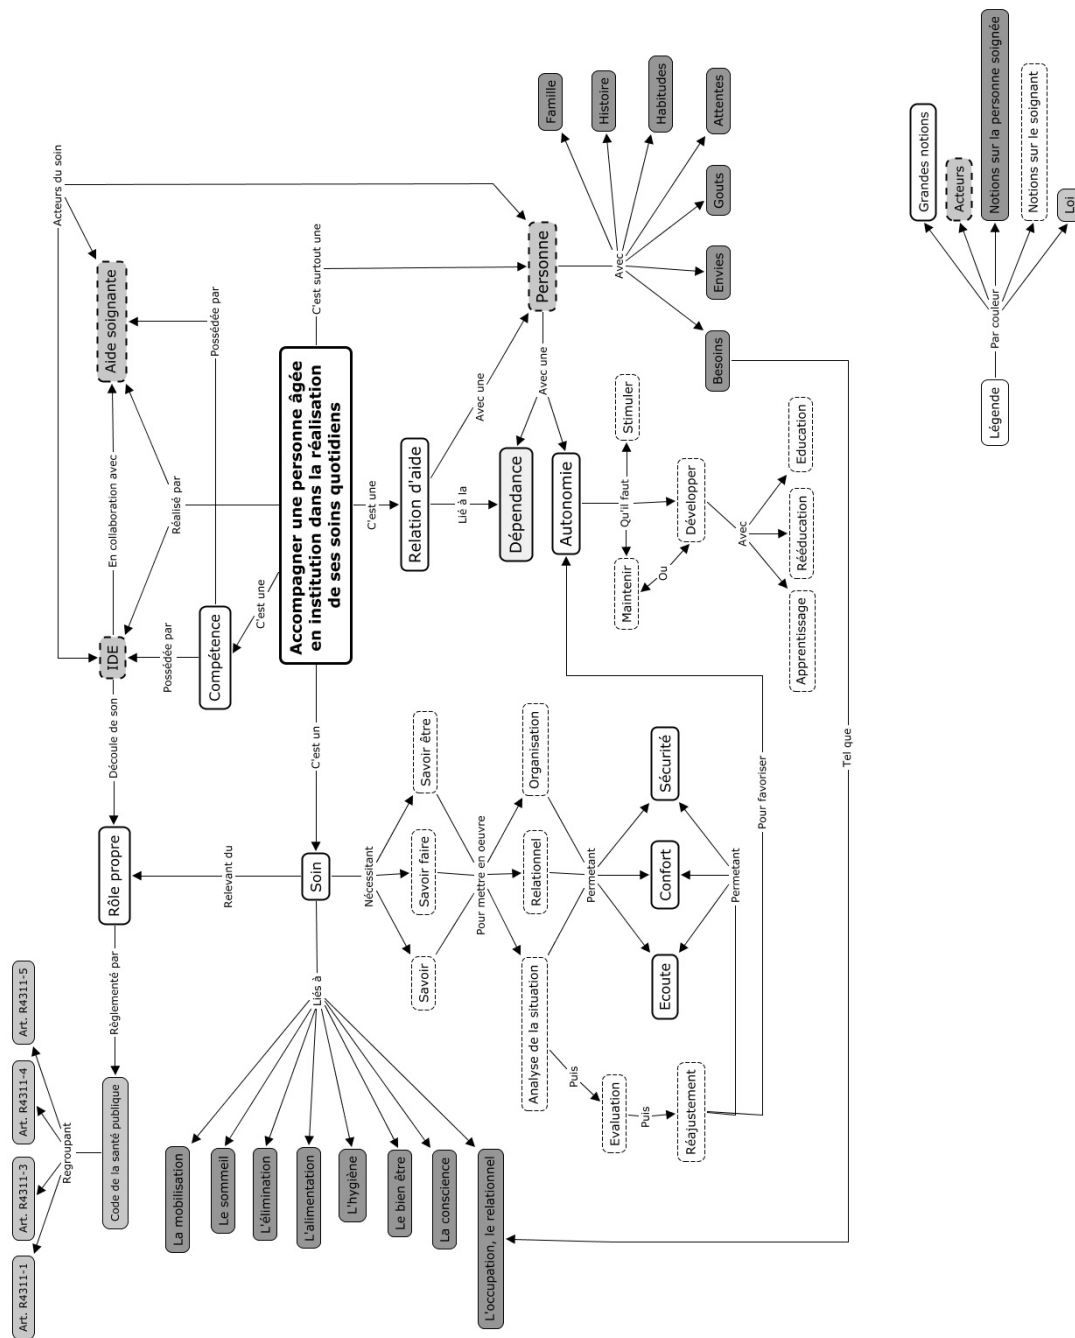 Art. R4311-1
Art. R4311-3
Art. R4311-4
Art. R4311-5
Regroupant
Code de la santé publique
Règlementé par
Rôle propre
Découle de son
IDE
En collaboration avec
Aide soignante
Acteurs du soin
Possédée par
Compétence
Possédée par
Réalisé par
Relevant du
C'est une
C'est surtout une
Accompagner une personne âgée
en institution dans la réalisation
de ses soins quotidiens
C'est un
Soin
Liés à
La mobilisation
Le sommeil
L'élimination
L'alimentation
L'hygiène
Le bien être
La conscience
L'occupation, le relationnel
Nécessitant
Savoir
Savoir faire
Savoir être
Pour mettre en oeuvre
Analyse de la situation
Relationnel
Organisation
Puis
Evaluation
Puis
Réajustement
Permetant
Ecoute
Confort
Sécurité
Permetant
Pour favoriser
C'est une
Relation d'aide
Lié à la
Avec une
Personne
Avec une
Dépendance
Autonomie
Qu'il faut
Maintenir
Stimuler
Ou
Développer
Avec
Apprentissage
Rééducation
Education
Avec
Besoins
Envies
Gouts
Attentes
Habitudes
Histoire
Famille
Tel que
Légende
Par couleur
Grandes notions
Acteurs
Notions sur la personne soignée
Notions sur le soignant
Loi